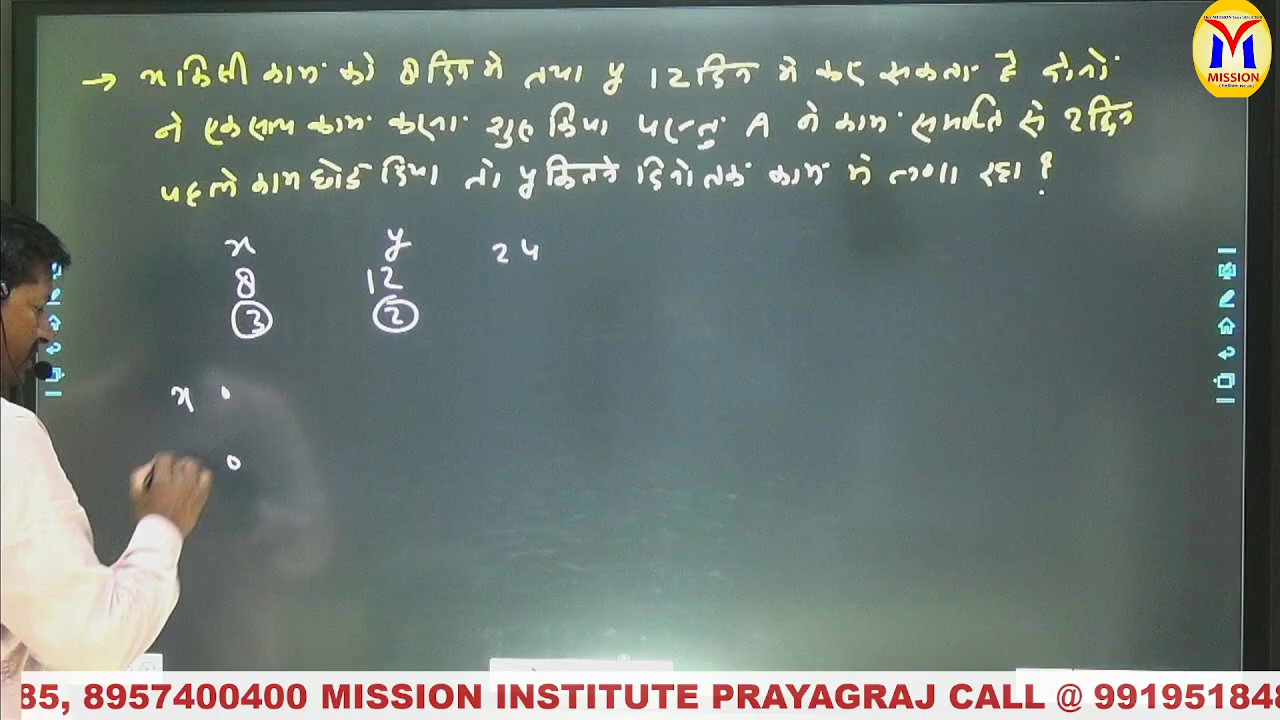 → x किसी काम को 8 दिन में तथा y 12 दिन में कर सकता है दोनों
ने एक साथ काम करना शुरू किया परन्तु A ने काम समाप्ति से 2 दिन
पहले काम छोड़ दिया तो y कितने दिनो तक काम में लगा रहा ?
x y 24
8 12
3 2
x
MISSION
85, 8957400400 MISSION INSTITUTE PRAYAGRAJ CALL @ 991951848